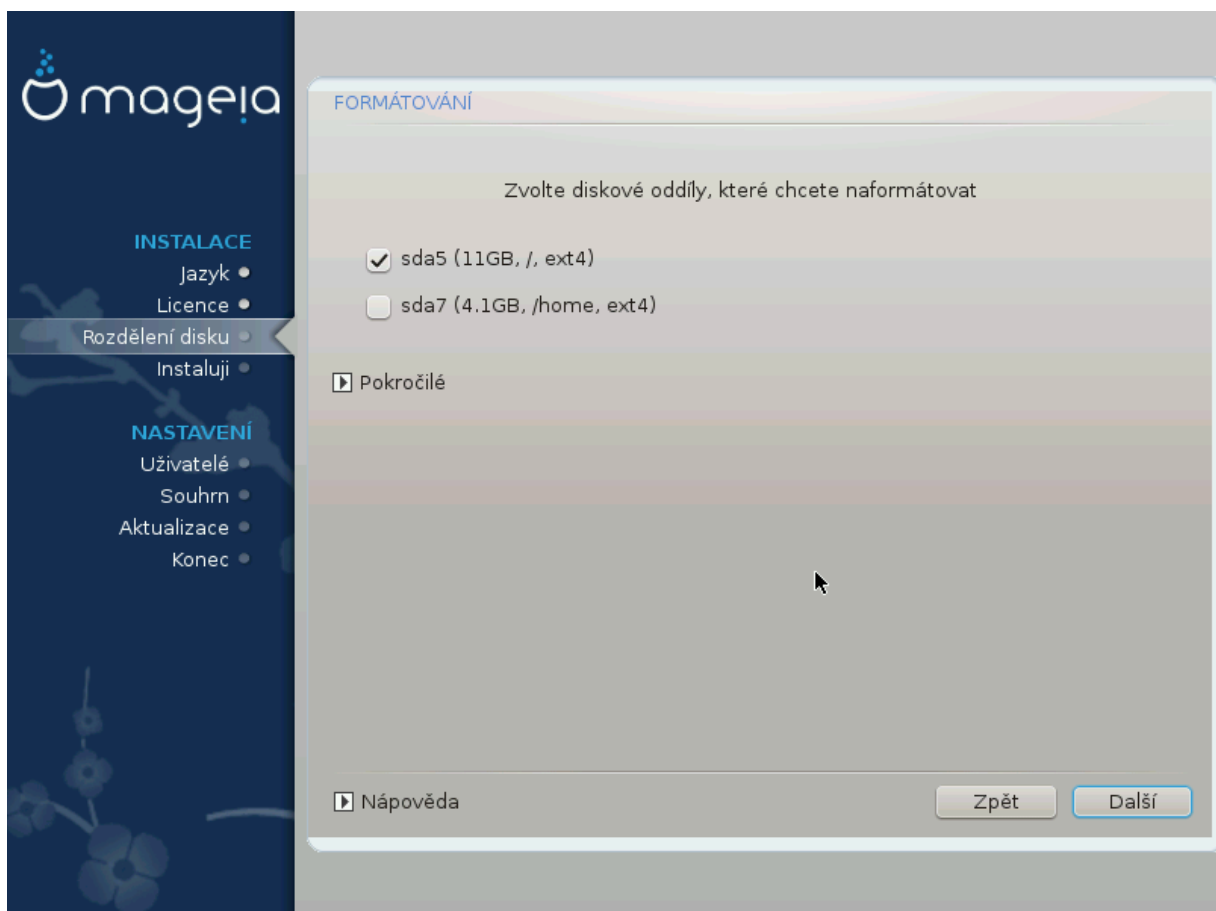 mageia
INSTALACE
Jazyk
Licence
Rozdělení disku
Instaluji
NASTAVENÍ
Uživatelé
Souhrn
Aktualizace
Konec
FORMÁTOVÁNÍ
Zvolte diskové oddíly, které chcete naformátovat
sda5 (11GB, /, ext4)
sda7 (4.1GB, /home, ext4)
Pokročilé
Nápověda
Zpět
Další